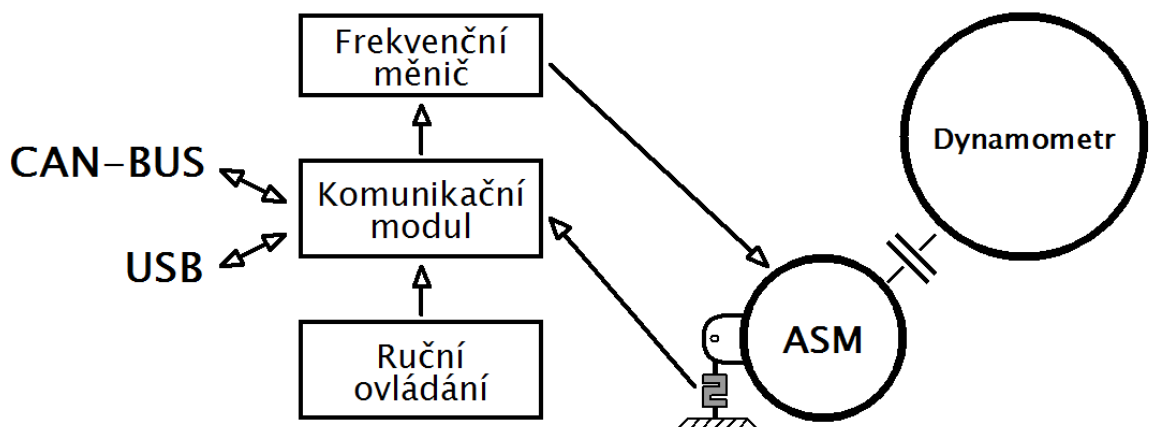 Frekvenční
měnič
CAN-BUS
Komunikační
modul
USB
Ruční
ovládání
ASM
Dynamometr